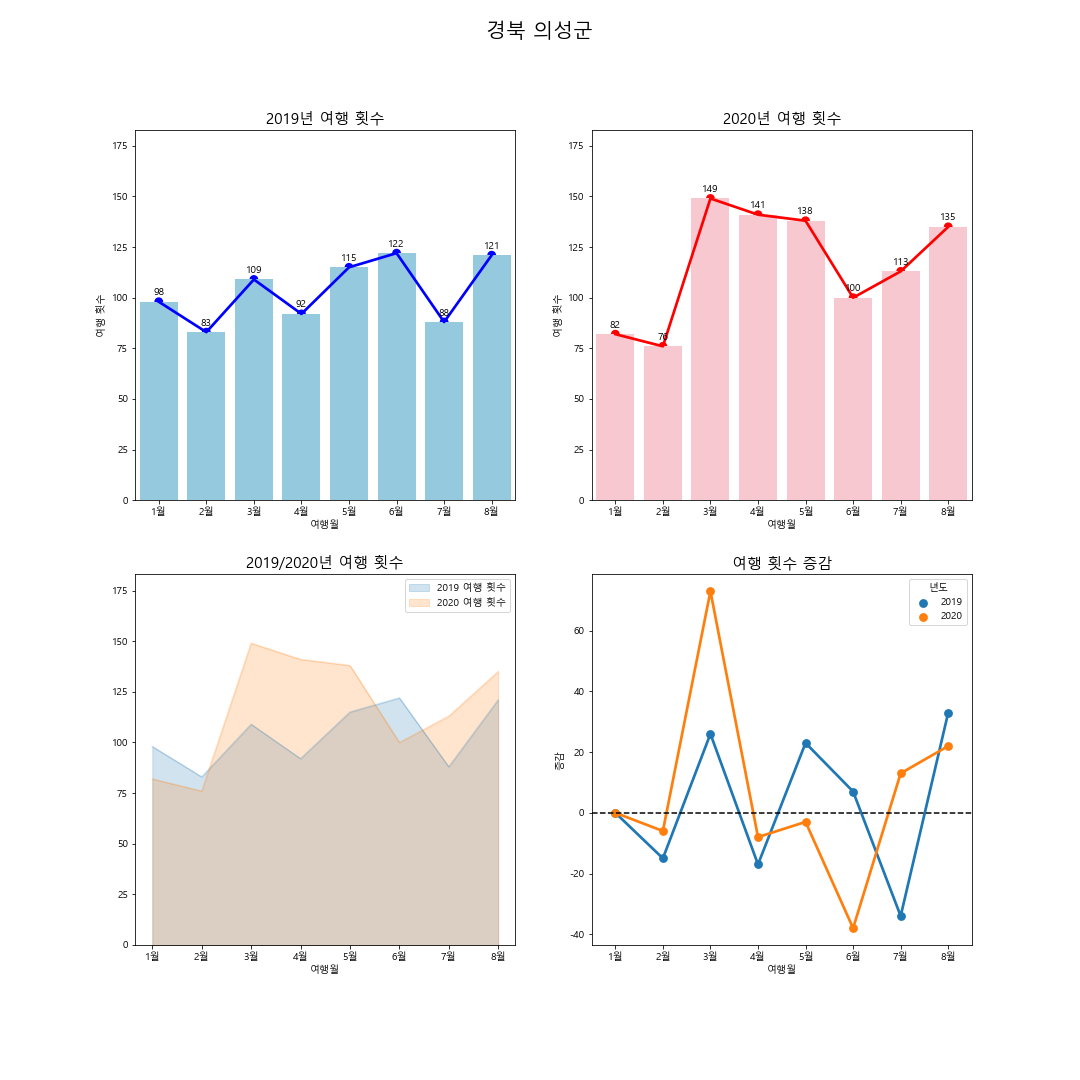 경북 의성군
2019년 여행 횟수
175
150
125
100
75
50
25
0
여행 횟수
98
83
109
92
115
122
88
121
1월 2월 3월 4월 5월 6월 7월 8월
여행월
2020년 여행 횟수
175
150
125
100
75
50
25
0
여행 횟수
82
76
149
141
138
100
113
135
1월 2월 3월 4월 5월 6월 7월 8월
여행월
2019/2020년 여행 횟수
2019 여행 횟수
2020 여행 횟수
175
150
125
100
75
50
25
0
1월 2월 3월 4월 5월 6월 7월 8월
여행월
여행 횟수 증감
년도
2019
2020
60
40
20
0
-20
-40
증감
1월 2월 3월 4월 5월 6월 7월 8월
여행월